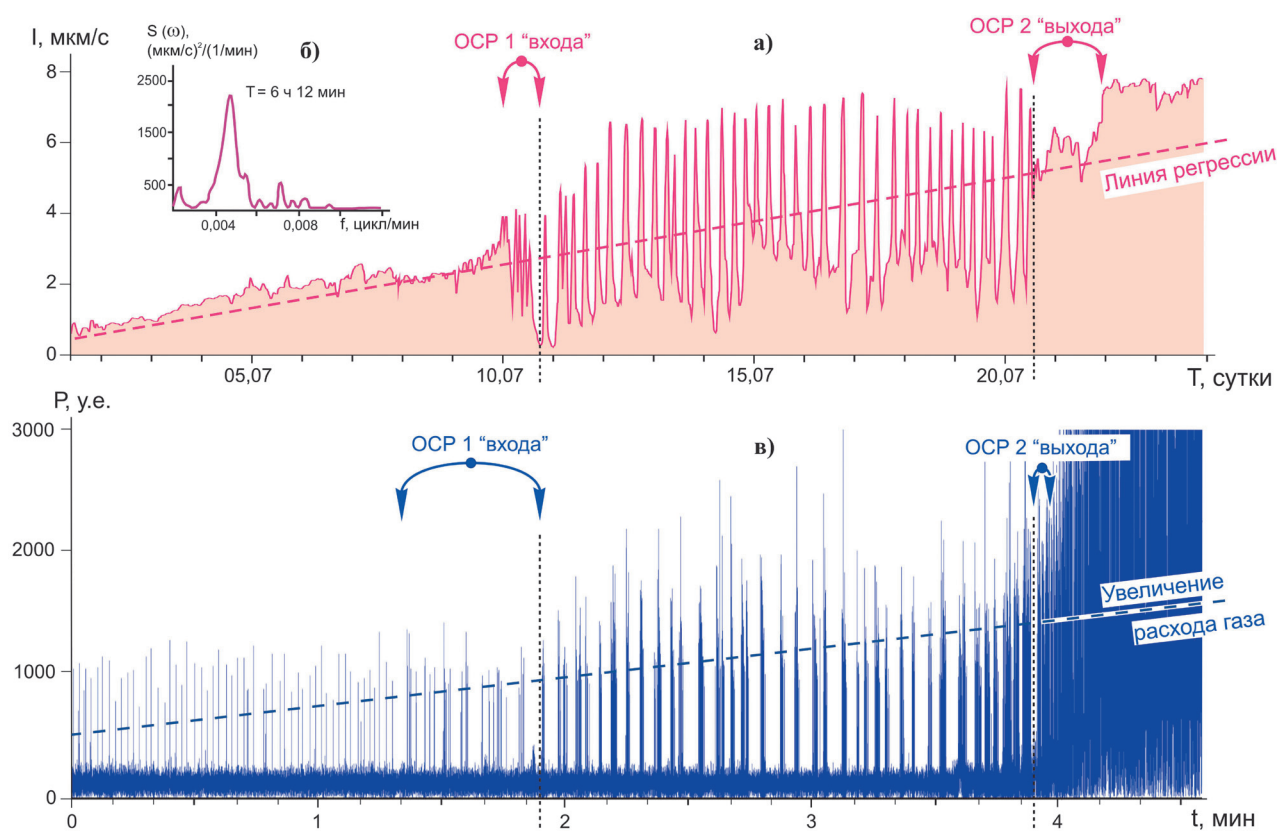 I, мкм/с
8
6
4
2
0
S (ω),
(мкм/с)²/(1/мин)
б)
2500
1500
500
T = 6 ч 12 мин
0,004
0,008
f, цикл/мин
ОСР 1 “входа”
а)
ОСР 2 “выхода”
Линия регрессии
05,07
10,07
15,07
20,07
T, сутки
P, у.е.
3000
2000
1000
0
ОСР 1 “входа”
в)
ОСР 2 “выхода”
Увеличение
расхода газа
0
1
2
3
4
t, мин